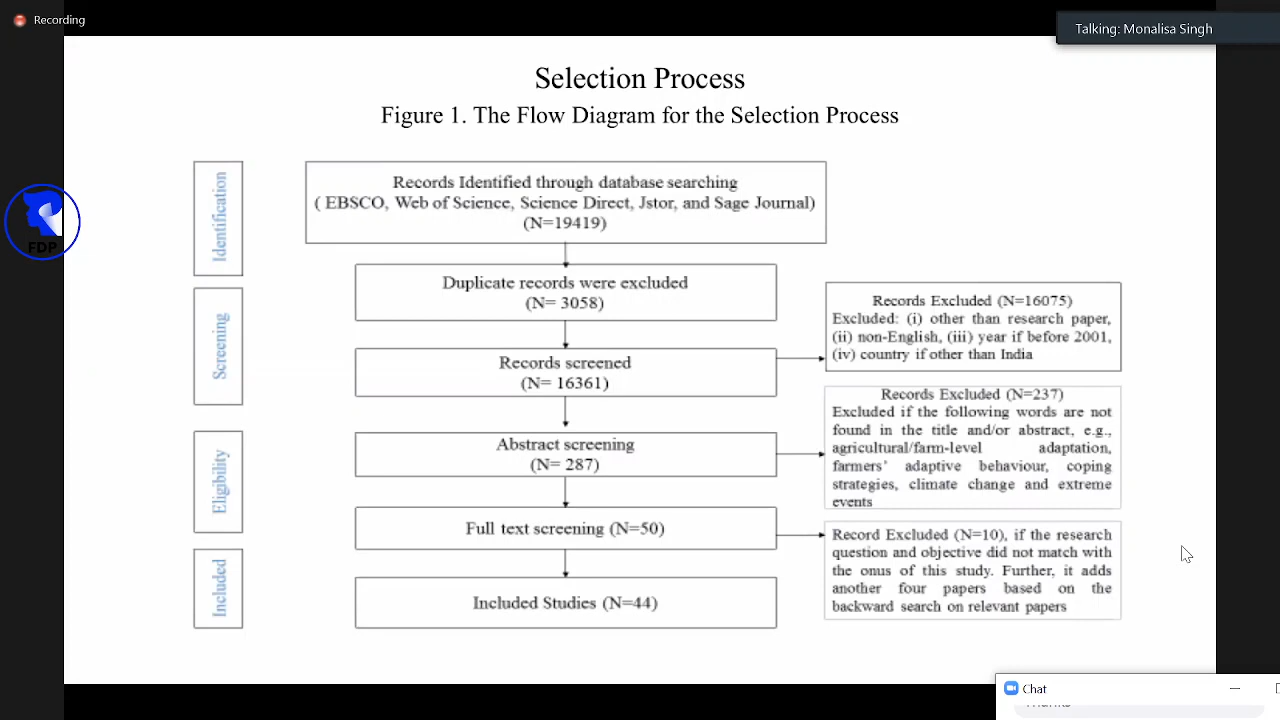 Recording
Talking: Monalisa Singh
Selection Process
Figure 1. The Flow Diagram for the Selection Process
Identification
Records Identified through database searching
( EBSCO, Web of Science, Science Direct, Jstor, and Sage Journal)
(N=19419)
FDP
Screening
Duplicate records were excluded
(N= 3058)
Records Excluded (N=16075)
Excluded: (i) other than research paper,
(ii) non-English, (iii) year if before 2001,
(iv) country if other than India
Records screened
(N= 16361)
Eligibility
Abstract screening
(N= 287)
Records Excluded (N=237)
Excluded if the following words are not
found in the title and/or abstract, e.g.,
agricultural/farm-level adaptation,
farmers' adaptive behaviour, coping
strategies, climate change and extreme
events
Full text screening (N=50)
Record Excluded (N=10), if the research
question and objective did not match with
the onus of this study. Further, it adds
another four papers based on the
backward search on relevant papers
Included
Included Studies (N=44)
Chat